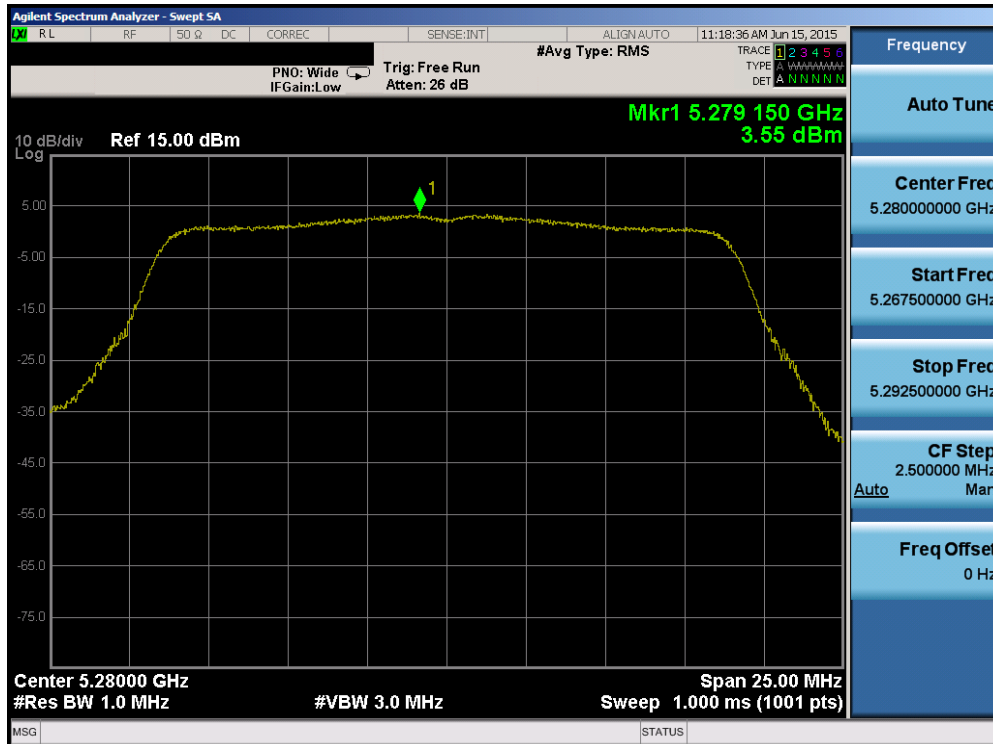 Agilent Spectrum Analyzer - Swept SA
LXI RL RF 50 Ω DC CORREC SENSE:INT ALIGN AUTO 11:18:36 AM Jun 15, 2015
#Avg Type: RMS
TRACE 1 2 3 4 5 6
PNO: Wide Trig: Free Run
TYPE A WWWWW
IFGain:Low Atten: 26 dB
DET A N N N N N
Mkr1 5.279 150 GHz
3.55 dBm
10 dB/div Ref 15.00 dBm
Log
1
5.00
-5.00
-15.0
-25.0
-35.0
-45.0
-55.0
-65.0
-75.0
Center 5.28000 GHz Span 25.00 MHz
#Res BW 1.0 MHz #VBW 3.0 MHz Sweep 1.000 ms (1001 pts)
MSG STATUS
Frequency
Auto Tune
Center Freq
5.280000000 GHz
Start Freq
5.267500000 GHz
Stop Freq
5.292500000 GHz
CF Step
2.500000 MHz
Auto Man
Freq Offset
0 Hz